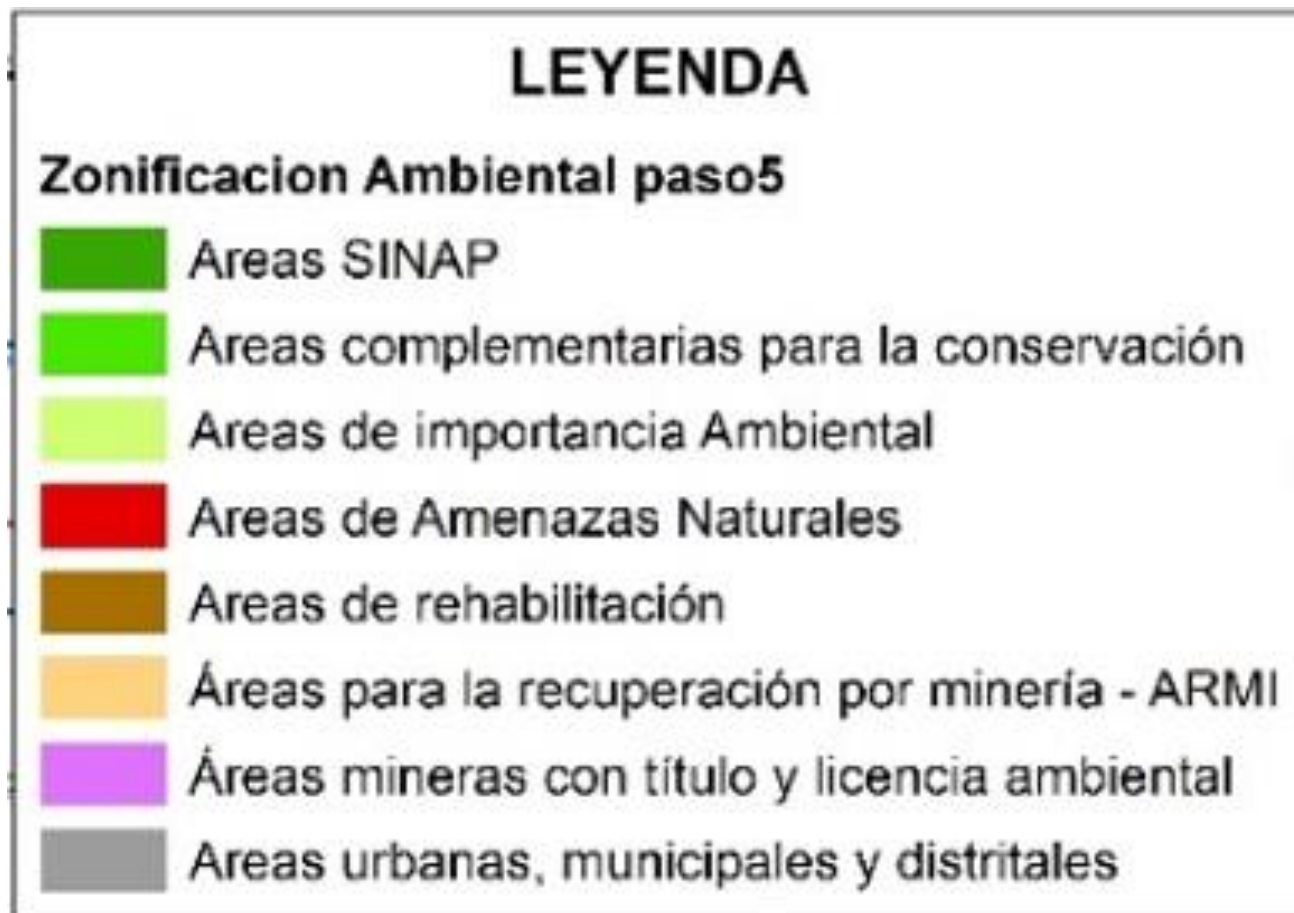 LEYENDA
Zonificacion Ambiental paso5
Areas SINAP
Areas complementarias para la conservación
Areas de importancia Ambiental
Areas de Amenazas Naturales
Areas de rehabilitación
Áreas para la recuperación por minería - ARMI
Áreas mineras con título y licencia ambiental
Areas urbanas, municipales y distritales